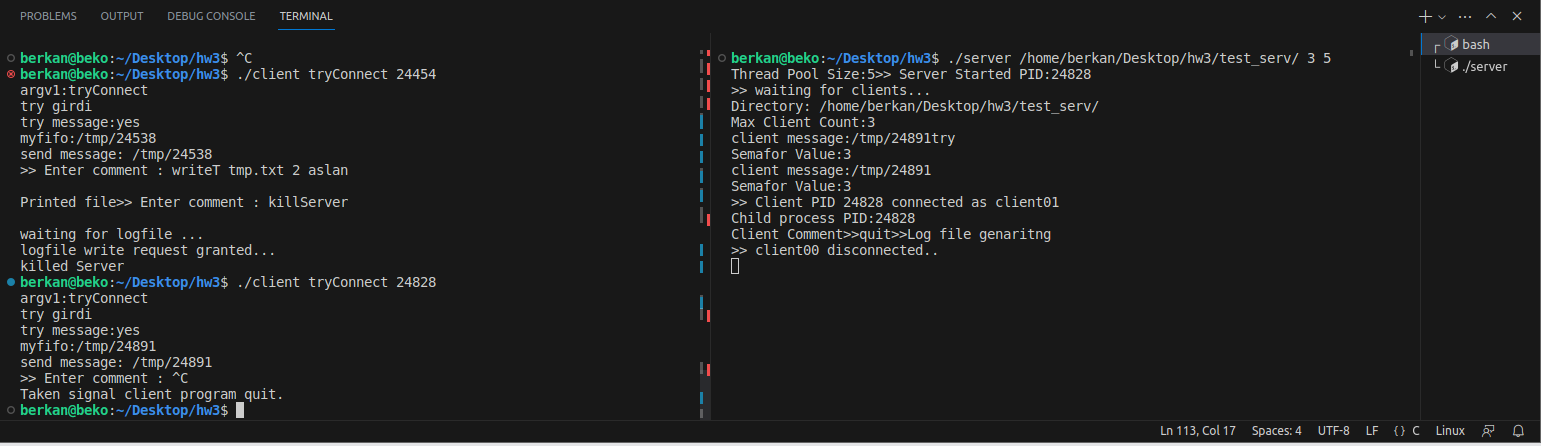 PROBLEMS OUTPUT DEBUG CONSOLE TERMINAL
berkan@beko:~/Desktop/hw3$ ^C
berkan@beko:~/Desktop/hw3$ ./client tryConnect 24454
argv1:tryConnect
try girdi
try message:yes
myfifo:/tmp/24538
send message: /tmp/24538
>> Enter comment : writeT tmp.txt 2 aslan
Printed file>> Enter comment : killServer
waiting for logfile ...
logfile write request granted...
killed Server
berkan@beko:~/Desktop/hw3$ ./client tryConnect 24828
argv1:tryConnect
try girdi
try message:yes
myfifo:/tmp/24891
send message: /tmp/24891
>> Enter comment : ^C
Taken signal client program quit.
berkan@beko:~/Desktop/hw3$
berkan@beko:~/Desktop/hw3$ ./server /home/berkan/Desktop/hw3/test_serv/ 3 5
Thread Pool Size:5>> Server Started PID:24828
>> waiting for clients...
Directory: /home/berkan/Desktop/hw3/test_serv/
Max Client Count:3
client message:/tmp/24891try
Semafor Value:3
client message:/tmp/24891
Semafor Value:3
>> Client PID 24828 connected as client01
Child process PID:24828
Client Comment>>quit>>Log file genaritng
>> client00 disconnected..
bash
./server
Ln 113, Col 17 Spaces: 4 UTF-8 LF {} C Linux